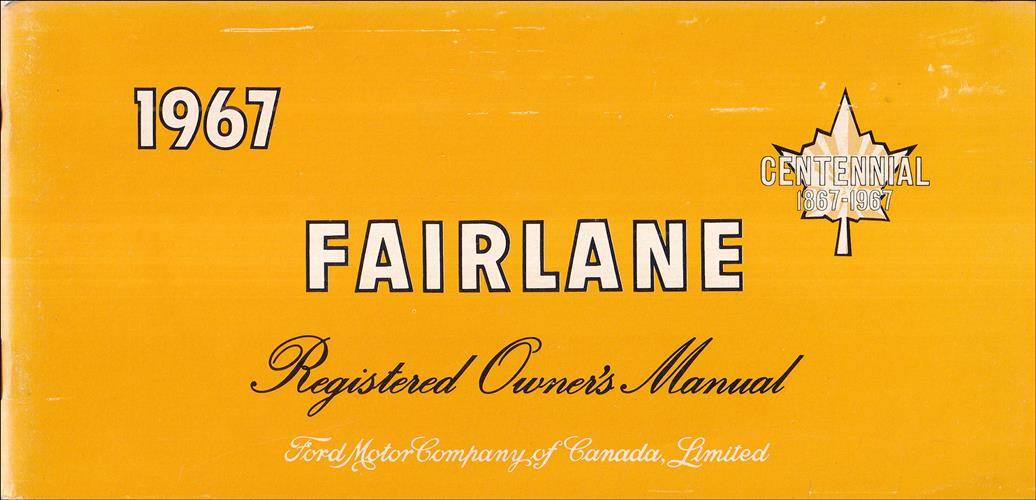 1967
CENTENNIAL
1867-1967
FAIRLANE
Registered Owner's Manual
Ford Motor Company of Canada, Limited